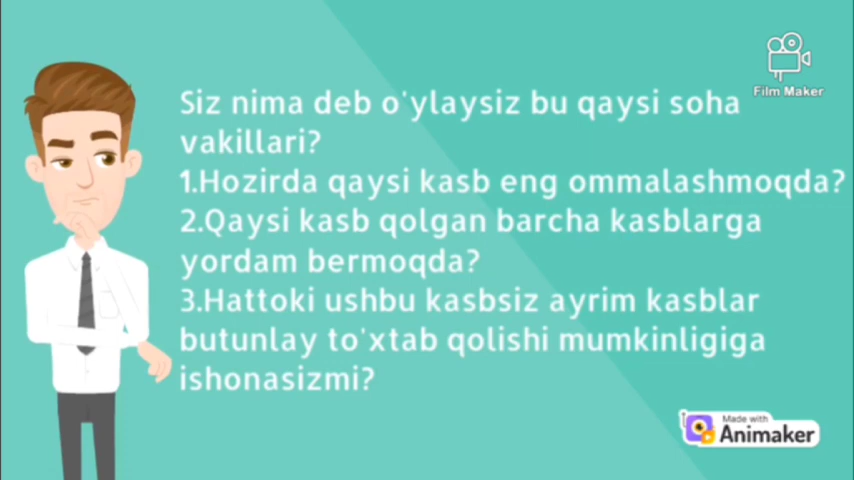 Siz nima deb o'ylaysiz bu qaysi soha
vakillari?
1.Hozirda qaysi kasb eng ommalashmoqda?
2.Qaysi kasb qolgan barcha kasblarga
yordam bermoqda?
3.Hattoki ushbu kasbsiz ayrim kasblar
butunlay to'xtab qolishi mumkinligiga
ishonasizmi?
Film Maker
Made with
Animaker